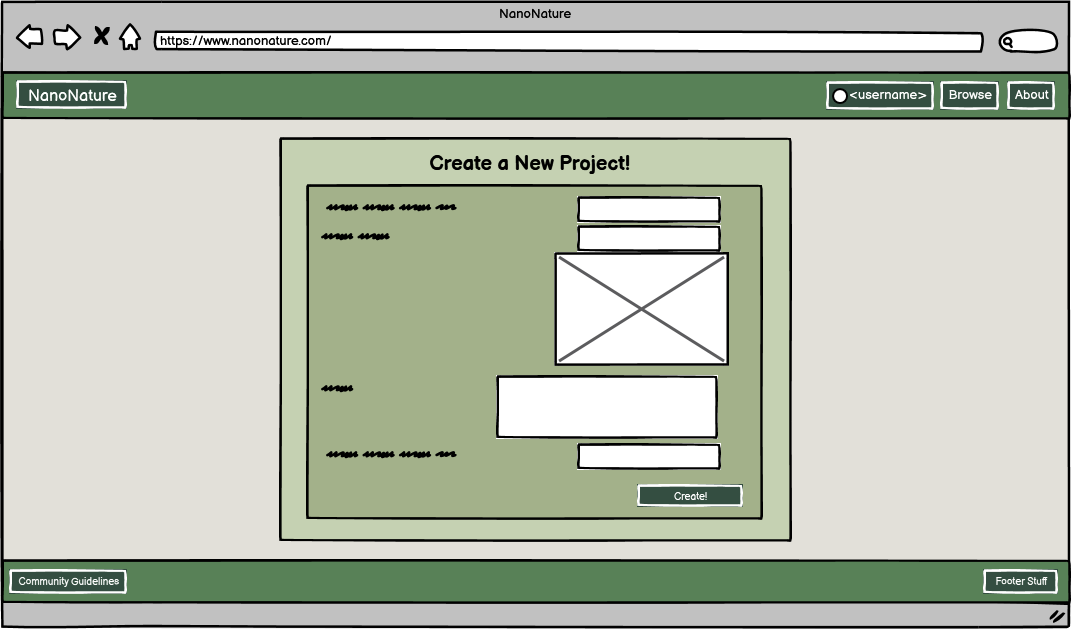 NanoNature
https://www.nanonature.com/
NanoNature
<username>
Browse
About
Create a New Project!
Create!
Community Guidelines
Footer Stuff